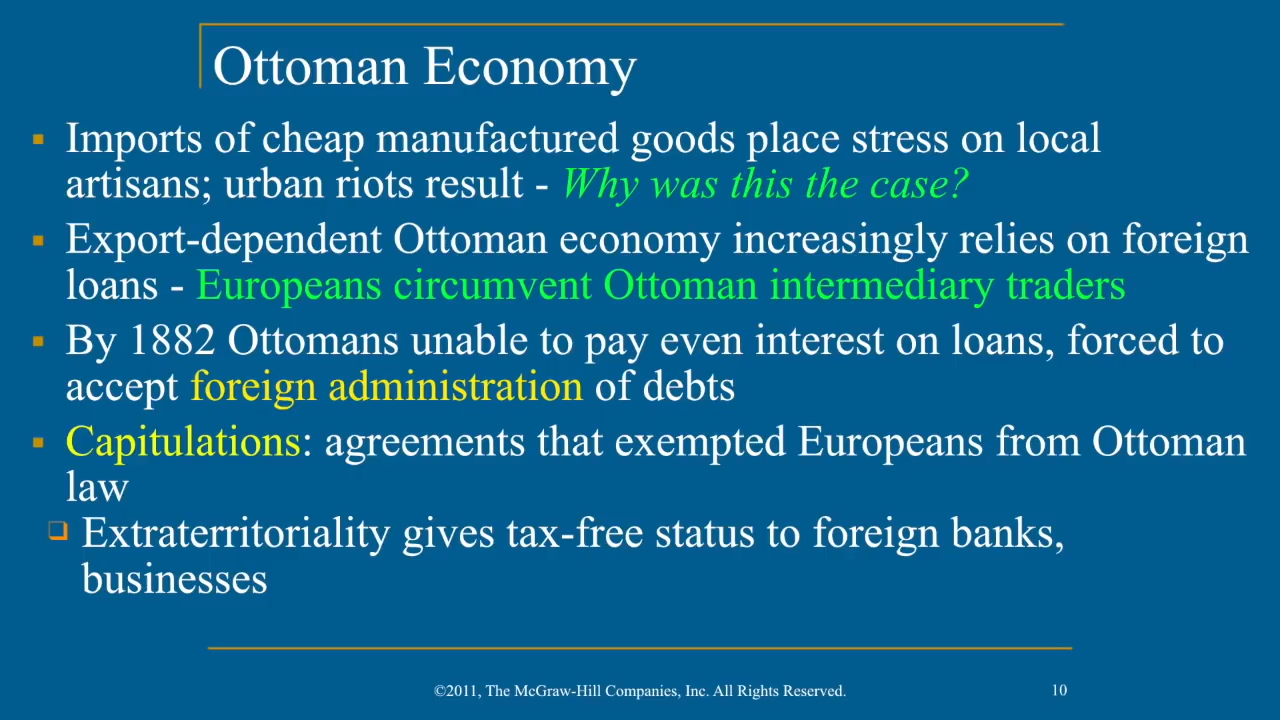 Ottoman Economy
▪ Imports of cheap manufactured goods place stress on local
artisans; urban riots result - Why was this the case?
▪ Export-dependent Ottoman economy increasingly relies on foreign
loans - Europeans circumvent Ottoman intermediary traders
▪ By 1882 Ottomans unable to pay even interest on loans, forced to
accept foreign administration of debts
▪ Capitulations: agreements that exempted Europeans from Ottoman
law
❑ Extraterritoriality gives tax-free status to foreign banks,
businesses
©2011, The McGraw-Hill Companies, Inc. All Rights Reserved.
10